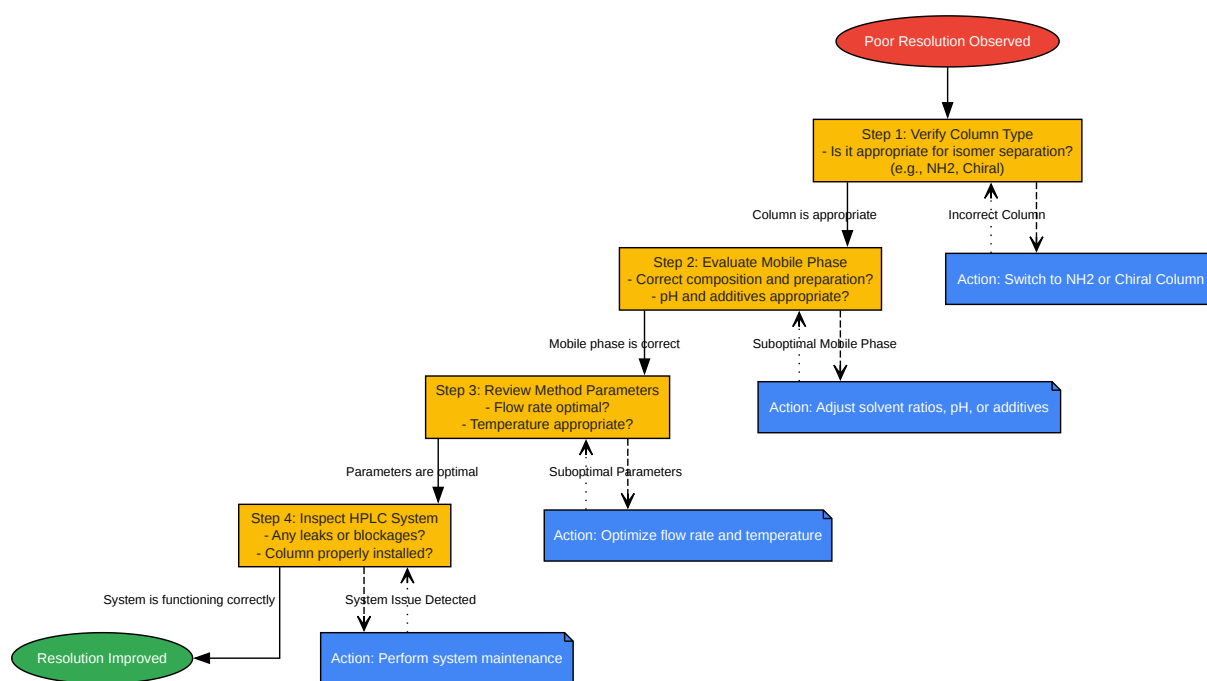 Poor Resolution Observed
Step 1: Verify Column Type
- Is it appropriate for isomer separation?
(e.g., NH2, Chiral)
Column is appropriate
Incorrect Column
Step 2: Evaluate Mobile Phase
- Correct composition and preparation?
- pH and additives appropriate?
Action: Switch to NH2 or Chiral Column
Mobile phase is correct
Suboptimal Mobile Phase
Step 3: Review Method Parameters
- Flow rate optimal?
- Temperature appropriate?
Action: Adjust solvent ratios, pH, or additives
Parameters are optimal
Suboptimal Parameters
Step 4: Inspect HPLC System
- Any leaks or blockages?
- Column properly installed?
Action: Optimize flow rate and temperature
System is functioning correctly
System Issue Detected
Resolution Improved
Action: Perform system maintenance